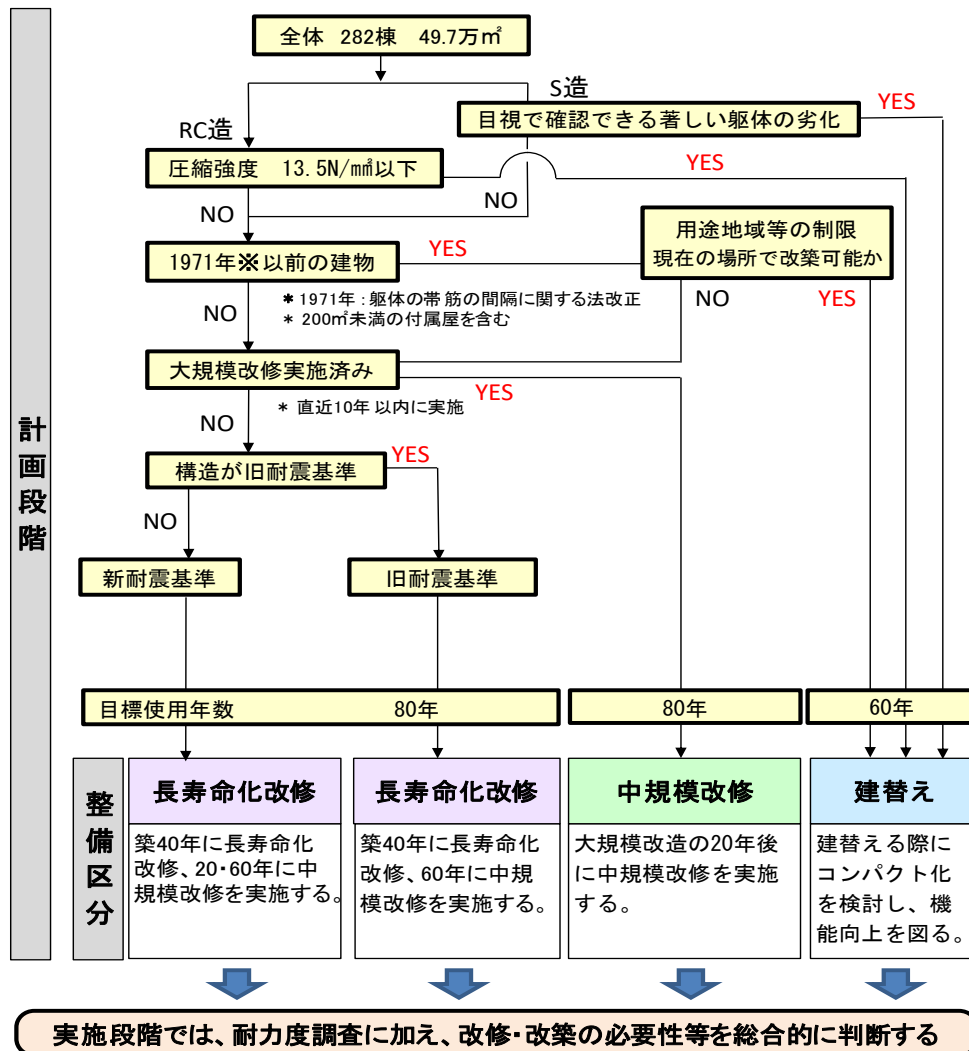 全体 282棟 49.7万㎡
S造
YES
目視で確認できる著しい躯体の劣化
RC造
YES
圧縮強度 13.5N/㎟以下
NO
NO
用途地域等の制限
現在の場所で改築可能か
YES
1971年※以前の建物
NO
YES
NO
* 1971年：躯体の帯筋の間隔に関する法改正
* 200㎡未満の付属屋を含む
大規模改修実施済み
YES
* 直近10年以内に実施
NO
YES
構造が旧耐震基準
NO
新耐震基準
旧耐震基準
目標使用年数 80年
80年
60年
計画段階
整備区分
長寿命化改修
築40年に長寿命化
改修、20・60年に中
規模改修を実施する。
長寿命化改修
築40年に長寿命化
改修、60年に中規
模改修を実施する。
中規模改修
大規模改造の20年後
に中規模改修を実施
する。
建替え
建替える際に
コンパクト化
を検討し、機
能向上を図る。
実施段階では、耐力度調査に加え、改修・改築の必要性等を総合的に判断する